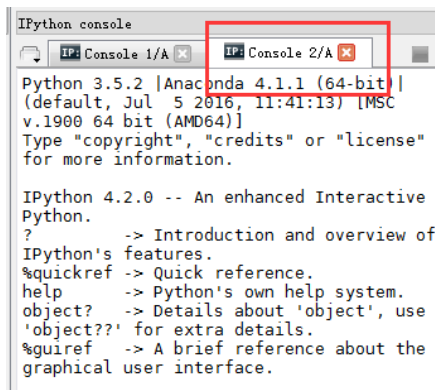 IPython console
IP: Console 1/A
IP: Console 2/A
Python 3.5.2 |Anaconda 4.1.1 (64-bit)|
(default, Jul  5 2016, 11:41:13) [MSC
v.1900 64 bit (AMD64)]
Type "copyright", "credits" or "license"
for more information.
IPython 4.2.0 -- An enhanced Interactive
Python.
?         -> Introduction and overview of
IPython's features.
%quickref -> Quick reference.
help      -> Python's own help system.
object?   -> Details about 'object', use
'object??' for extra details.
%guiref   -> A brief reference about the
graphical user interface.